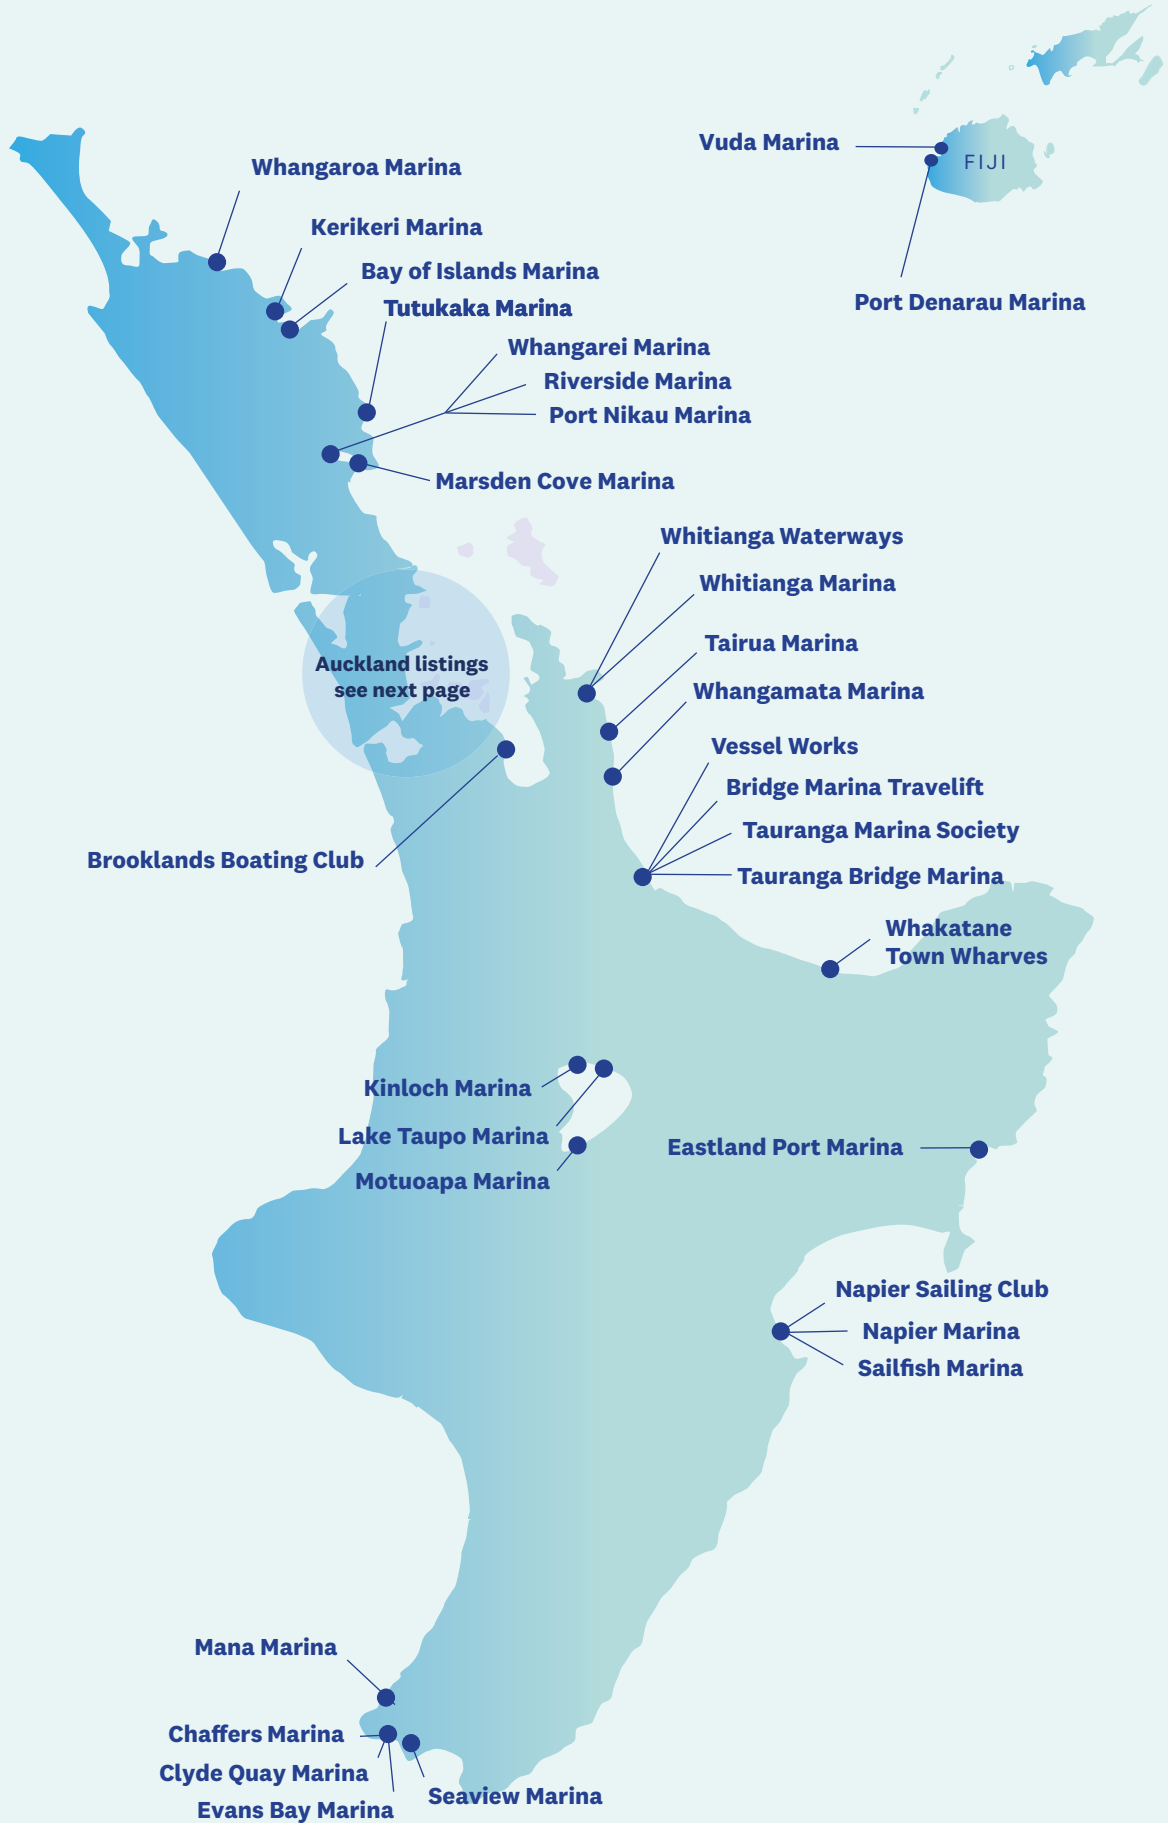 Vuda Marina
FIJI
Port Denarau Marina
Whangaroa Marina
Kerikeri Marina
Bay of Islands Marina
Tutukaka Marina
Whangarei Marina
Riverside Marina
Port Nikau Marina
Marsden Cove Marina
Whitianga Waterways
Whitianga Marina
Tairua Marina
Auckland listings
see next page
Whangamata Marina
Vessel Works
Bridge Marina Travelift
Tauranga Marina Society
Brooklands Boating Club
Tauranga Bridge Marina
Whakatane
Town Wharves
Kinloch Marina
Lake Taupo Marina
Eastland Port Marina
Motuoapa Marina
Napier Sailing Club
Napier Marina
Sailfish Marina
Mana Marina
Chaffers Marina
Clyde Quay Marina
Seaview Marina
Evans Bay Marina